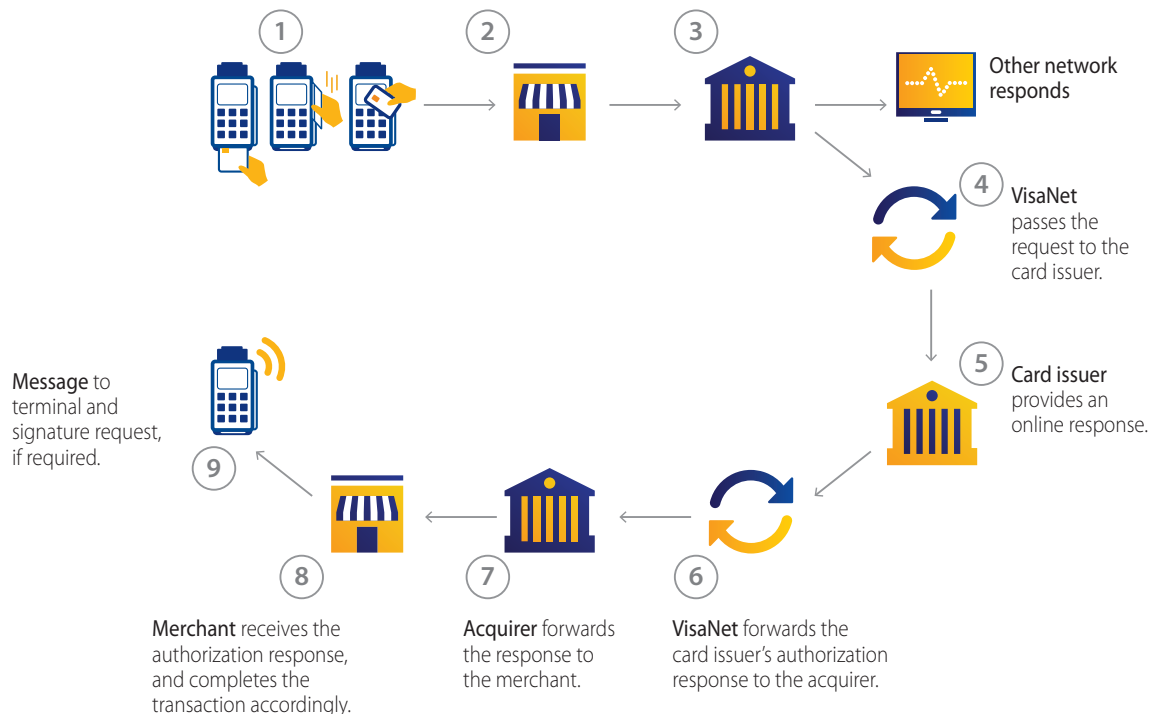 1
2
3
Other network
responds
4
VisaNet
passes the
request to the
card issuer.
5
Card issuer
provides an
online response.
6
VisaNet forwards the
card issuer’s authorization
response to the acquirer.
7
Acquirer forwards
the response to
the merchant.
8
Merchant receives the
authorization response,
and completes the
transaction accordingly.
9
Message to
terminal and
signature request,
if required.